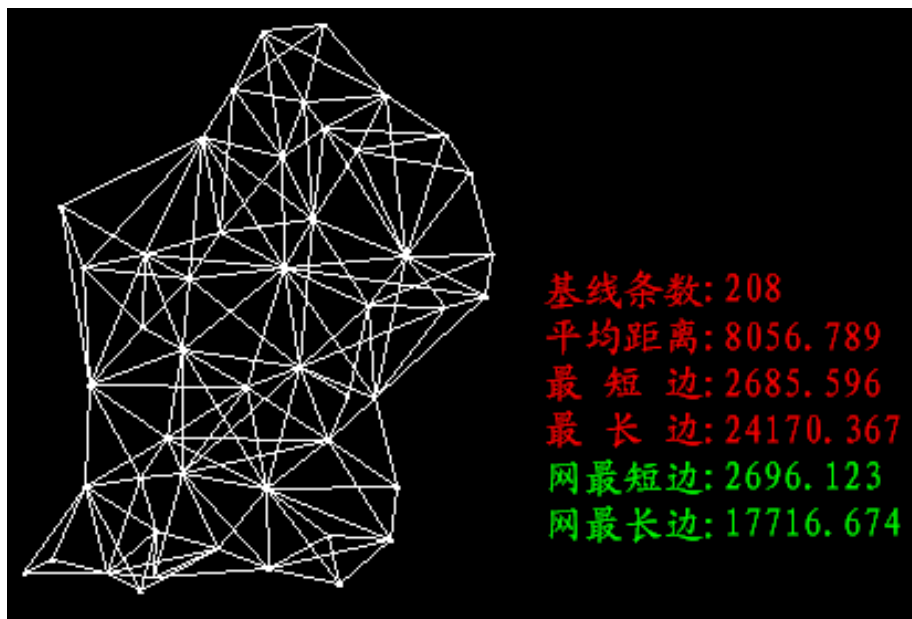 基线条数: 208
平均距离: 8056.789
最 短 边: 2685.596
最 长 边: 24170.367
网最短边: 2696.123
网最长边: 17716.674